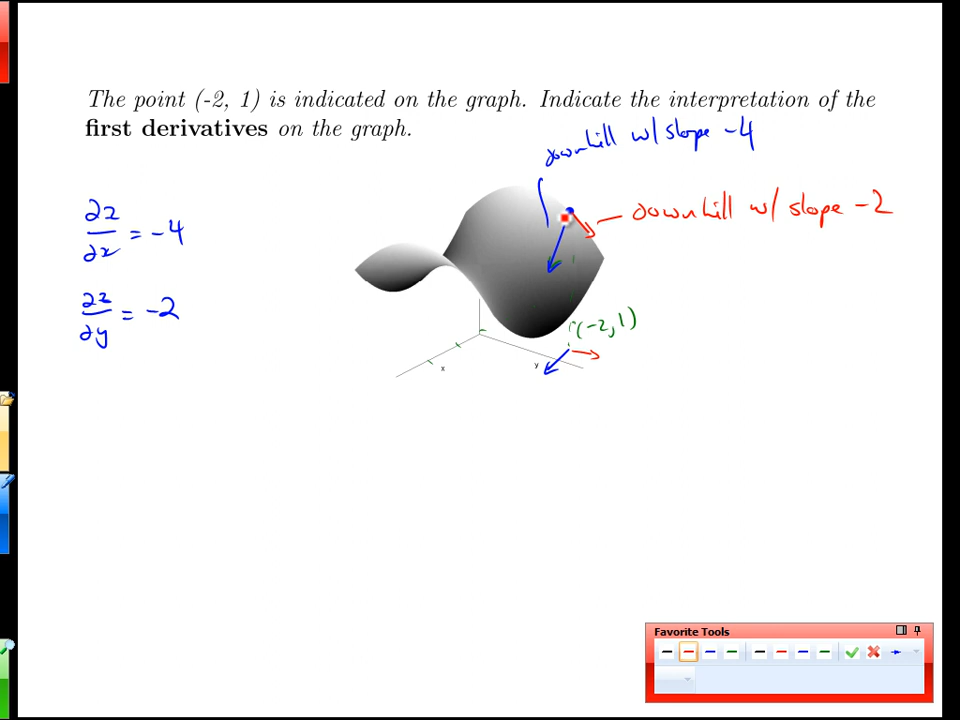 The point (-2, 1) is indicated on the graph. Indicate the interpretation of the
first derivatives on the graph.
downhill w/ slope -4
downhill w/ slope -2
∂z/∂x = -4
∂z/∂y = -2
(-2, 1)
x
y
Favorite Tools